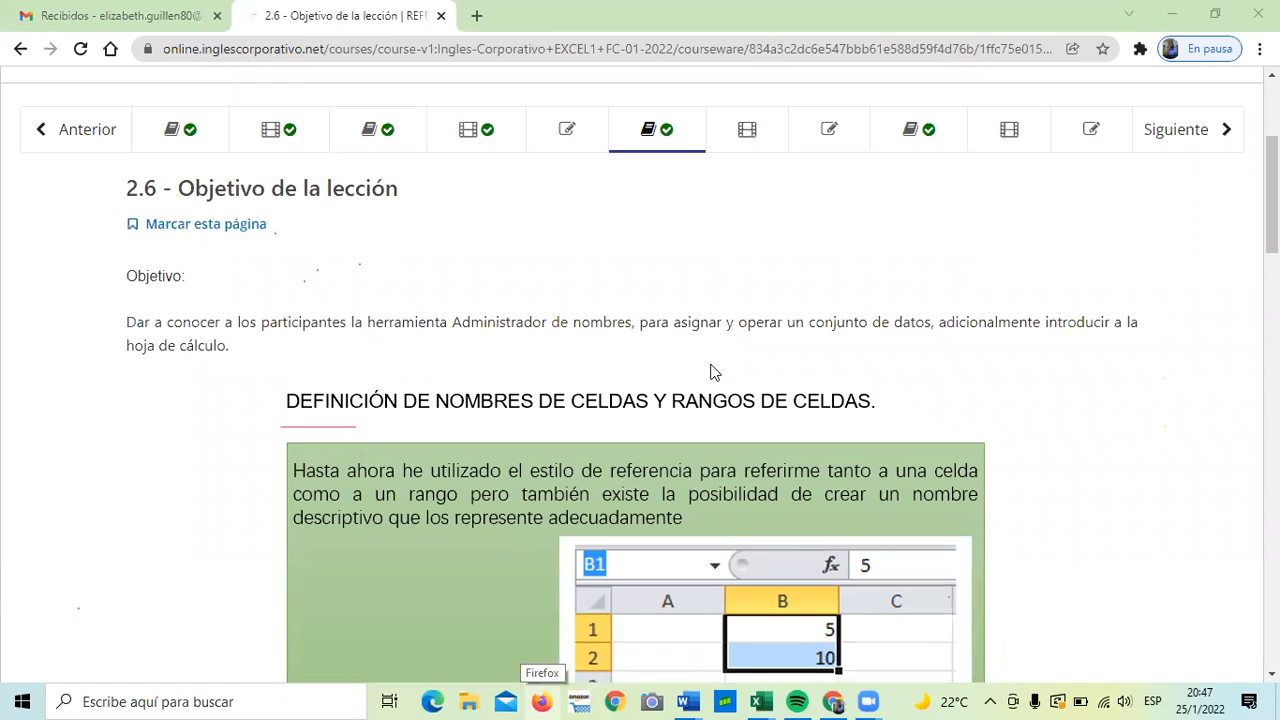 Recibidos - elizabeth.guillen80@
2.6 - Objetivo de la lección | REFU
online.inglescorporativo.net/courses/course-v1:Ingles-Corporativo+EXCEL1+FC-01-2022/courseware/834a3c2dc6e547bbb61e588d59f4d76b/1ffc75e015...
En pausa
Anterior
Siguiente
2.6 - Objetivo de la lección
Marcar esta página
Objetivo:
Dar a conocer a los participantes la herramienta Administrador de nombres, para asignar y operar un conjunto de datos, adicionalmente introducir a la
hoja de cálculo.
DEFINICIÓN DE NOMBRES DE CELDAS Y RANGOS DE CELDAS.
Hasta ahora he utilizado el estilo de referencia para referirme tanto a una celda
como a un rango pero también existe la posibilidad de crear un nombre
descriptivo que los represente adecuadamente
B1 fx 5
A B C
1 5
2 10
Firefox
Escribe aquí para buscar
22°C
ESP
20:47
25/1/2022